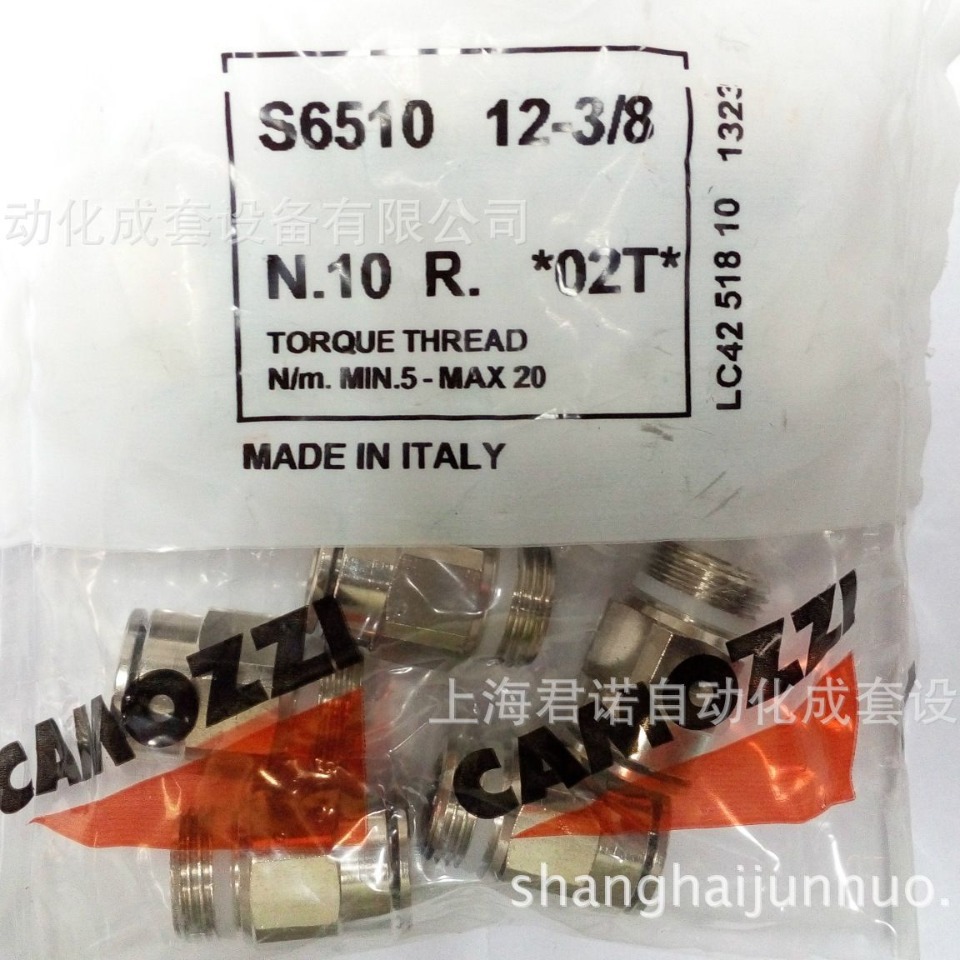 S6510 12-3/8
动化成套设备有限公司
N.10 R. *02T*
TORQUE THREAD
N/m. MIN.5 - MAX 20
MADE IN ITALY
LC42 518 10 1323
CAMOZZI
CAMOZZI
上海君诺自动化成套设
shanghaijunnuo.